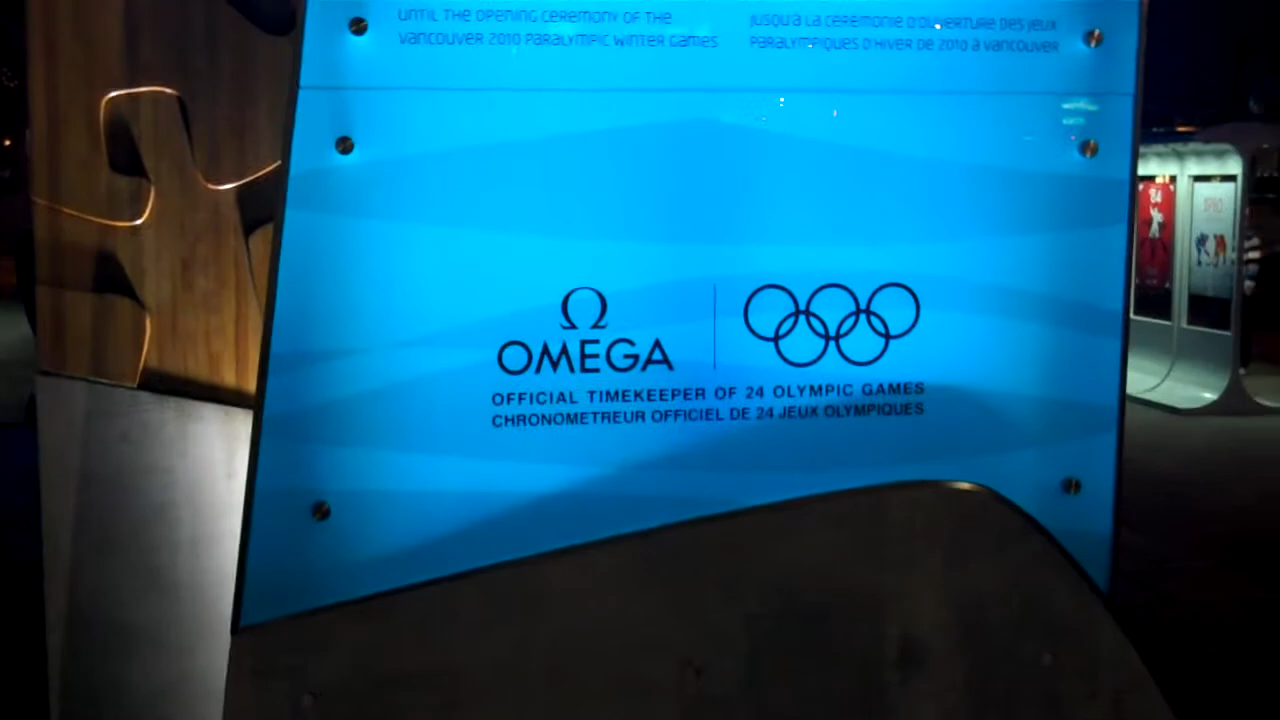 UNTIL THE OPENING CEREMONY OF THE
VANCOUVER 2010 PARALYMPIC WINTER GAMES
JUSQU'À LA CÉRÉMONIE D'OUVERTURE DES JEUX
PARALYMPIQUES D'HIVER DE 2010 À VANCOUVER
Ω
OMEGA
OFFICIAL TIMEKEEPER OF 24 OLYMPIC GAMES
CHRONOMETREUR OFFICIEL DE 24 JEUX OLYMPIQUES